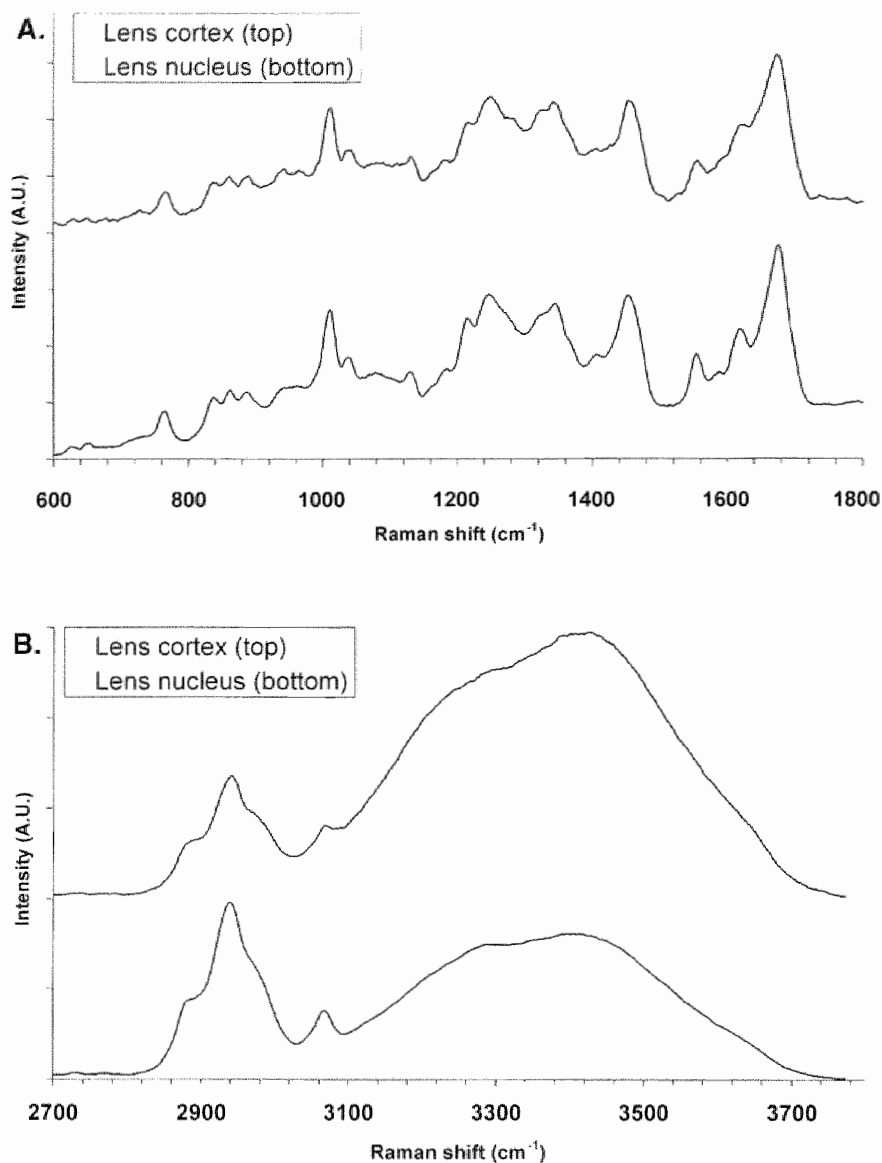 A.
Lens cortex (top)
Lens nucleus (bottom)
Intensity (A.U.)
600 800 1000 1200 1400 1600 1800
Raman shift (cm⁻¹)
B.
Lens cortex (top)
Lens nucleus (bottom)
Intensity (A.U.)
2700 2900 3100 3300 3500 3700
Raman shift (cm⁻¹)